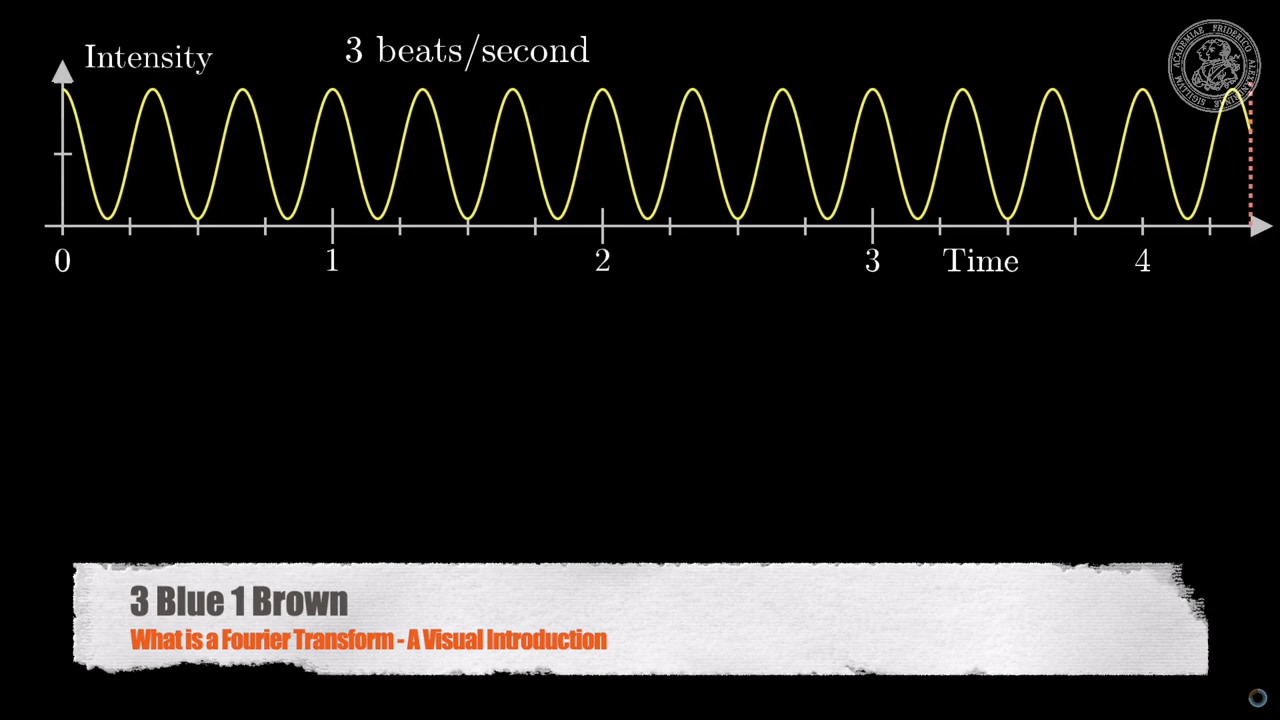 Intensity
3 beats/second
0 1 2 3 Time 4
3 Blue 1 Brown
What is a Fourier Transform - A Visual Introduction